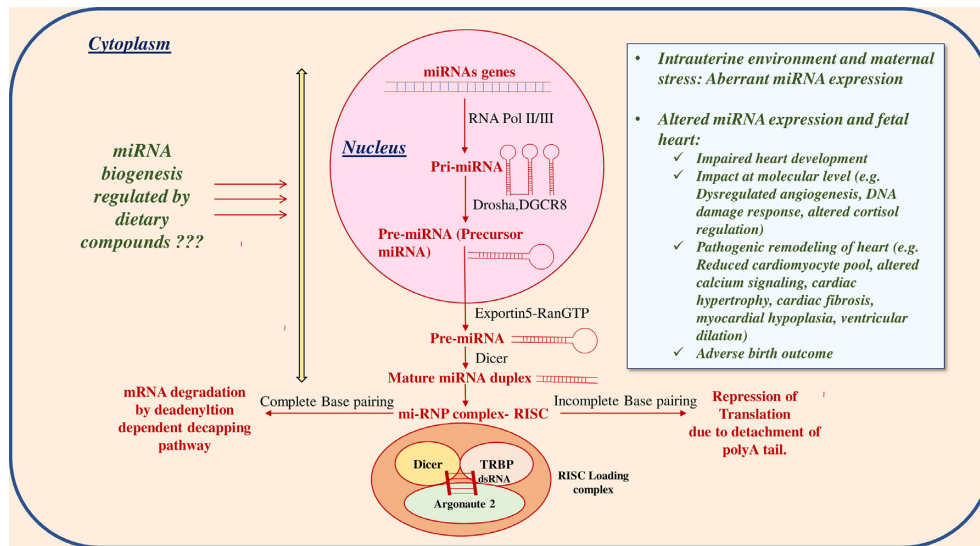 Cytoplasm
miRNAs genes
RNA Pol II/III
Nucleus
Pri-miRNA
Drosha,DGCR8
Pre-miRNA (Precursor
miRNA)
Exportin5-RanGTP
Pre-miRNA
Dicer
Mature miRNA duplex
mi-RNP complex- RISC
miRNA
biogenesis
regulated by
dietary
compounds ???
Complete Base pairing
mRNA degradation
by deadenyltion
dependent decapping
pathway
Incomplete Base pairing
Repression of
Translation
due to detachment of
polyA tail.
Dicer
TRBP
dsRNA
Argonaute 2
RISC Loading
complex
• Intrauterine environment and maternal
stress: Aberrant miRNA expression
• Altered miRNA expression and fetal
heart:
✓ Impaired heart development
✓ Impact at molecular level (e.g.
Dysregulated angiogenesis, DNA
damage response, altered cortisol
regulation)
✓ Pathogenic remodeling of heart (e.g.
Reduced cardiomyocyte pool, altered
calcium signaling, cardiac
hypertrophy, cardiac fibrosis,
myocardial hypoplasia, ventricular
dilation)
✓ Adverse birth outcome